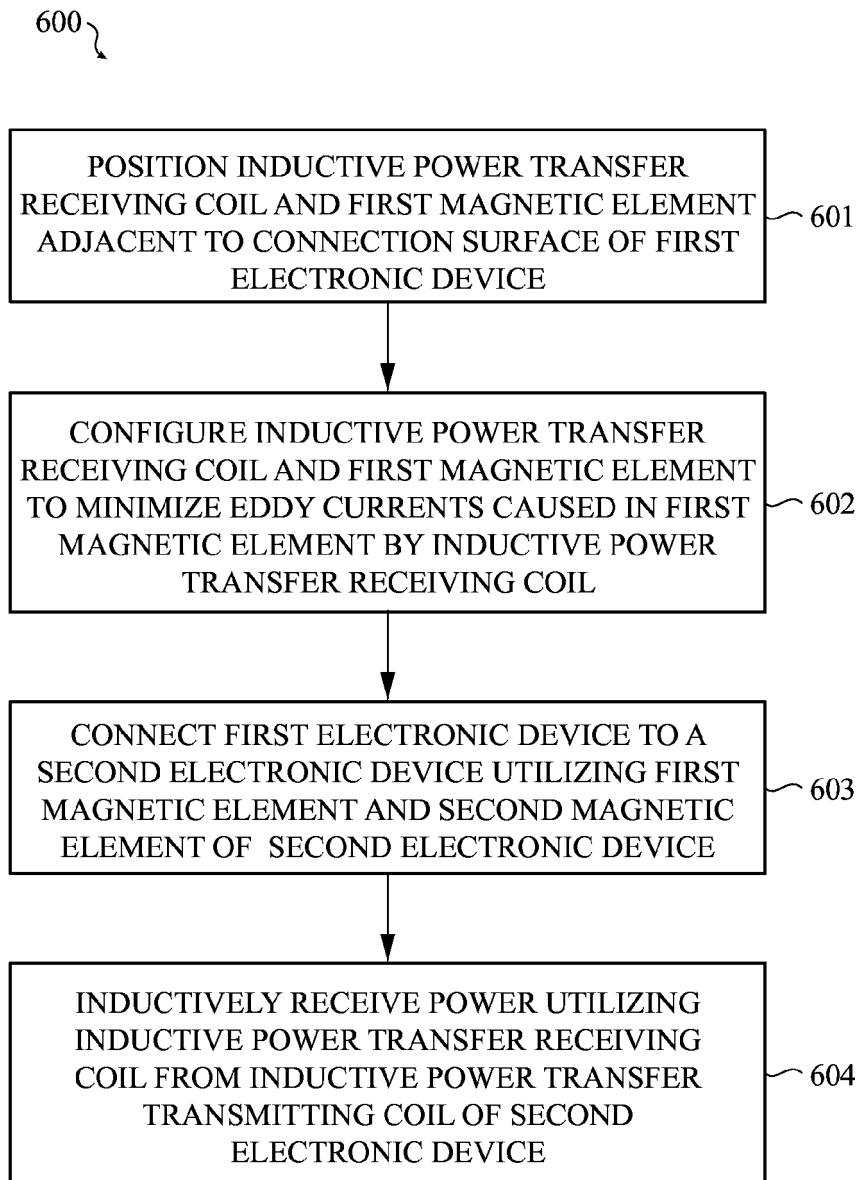 600
POSITION INDUCTIVE POWER TRANSFER
RECEIVING COIL AND FIRST MAGNETIC ELEMENT
ADJACENT TO CONNECTION SURFACE OF FIRST
ELECTRONIC DEVICE
601
CONFIGURE INDUCTIVE POWER TRANSFER
RECEIVING COIL AND FIRST MAGNETIC ELEMENT
TO MINIMIZE EDDY CURRENTS CAUSED IN FIRST
MAGNETIC ELEMENT BY INDUCTIVE POWER
TRANSFER RECEIVING COIL
602
CONNECT FIRST ELECTRONIC DEVICE TO A
SECOND ELECTRONIC DEVICE UTILIZING FIRST
MAGNETIC ELEMENT AND SECOND MAGNETIC
ELEMENT OF SECOND ELECTRONIC DEVICE
603
INDUCTIVELY RECEIVE POWER UTILIZING
INDUCTIVE POWER TRANSFER RECEIVING
COIL FROM INDUCTIVE POWER TRANSFER
TRANSMITTING COIL OF SECOND
ELECTRONIC DEVICE
604